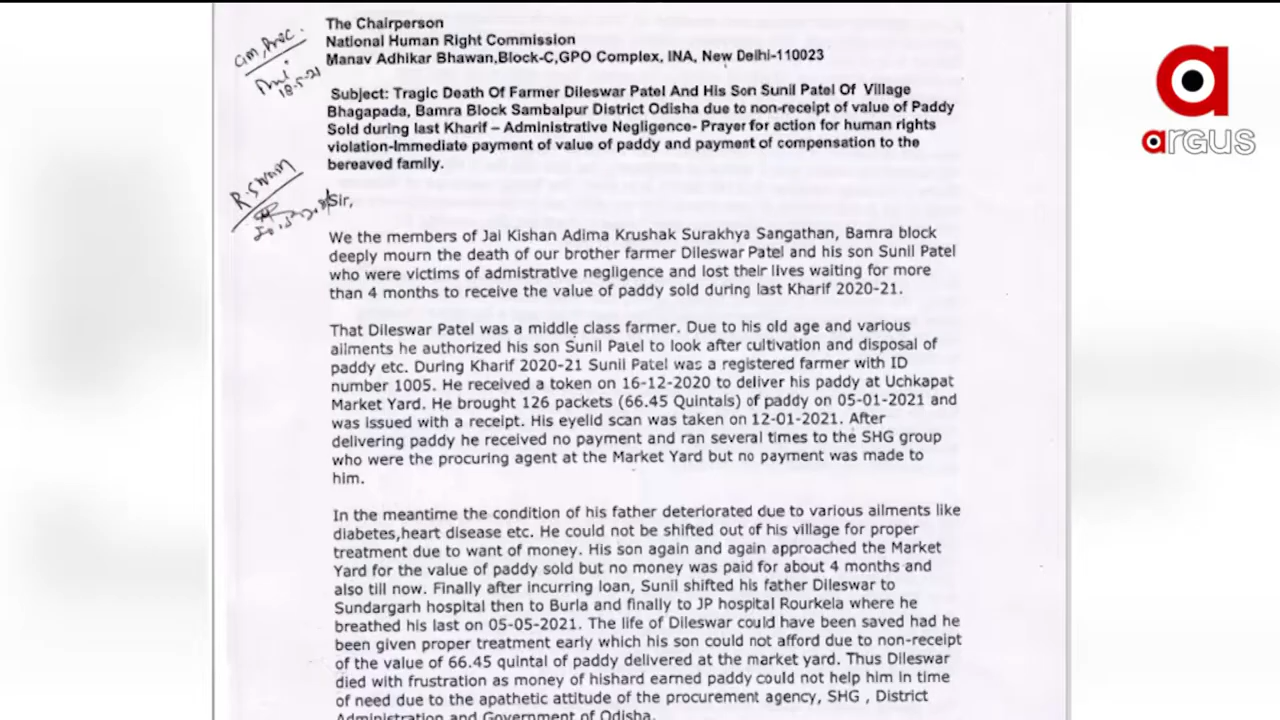 The Chairperson
National Human Right Commission
Manav Adhikar Bhawan,Block-C,GPO Complex, INA, New Delhi-110023
Subject: Tragic Death Of Farmer Dileswar Patel And His Son Sunil Patel Of Village
Bhagapada, Bamra Block Sambalpur District Odisha due to non-receipt of value of Paddy
Sold during last Kharif – Administrative Negligence- Prayer for action for human rights
violation-Immediate payment of value of paddy and payment of compensation to the
bereaved family.
18-5-21
R. Swain
Sir,
We the members of Jai Kishan Adima Krushak Surakhya Sangathan, Bamra block
deeply mourn the death of our brother farmer Dileswar Patel and his son Sunil Patel
who were victims of admistrative negligence and lost their lives waiting for more
than 4 months to receive the value of paddy sold during last Kharif 2020-21.
That Dileswar Patel was a middle class farmer. Due to his old age and various
ailments he authorized his son Sunil Patel to look after cultivation and disposal of
paddy etc. During Kharif 2020-21 Sunil Patel was a registered farmer with ID
number 1005. He received a token on 16-12-2020 to deliver his paddy at Uchkapat
Market Yard. He brought 126 packets (66.45 Quintals) of paddy on 05-01-2021 and
was issued with a receipt. His eyelid scan was taken on 12-01-2021. After
delivering paddy he received no payment and ran several times to the SHG group
who were the procuring agent at the Market Yard but no payment was made to
him.
In the meantime the condition of his father deteriorated due to various ailments like
diabetes,heart disease etc. He could not be shifted out of his village for proper
treatment due to want of money. His son again and again approached the Market
Yard for the value of paddy sold but no money was paid for about 4 months and
also till now. Finally after incurring loan, Sunil shifted his father Dileswar to
Sundargarh hospital then to Burla and finally to JP hospital Rourkela where he
breathed his last on 05-05-2021. The life of Dileswar could have been saved had he
been given proper treatment early which his son could not afford due to non-receipt
of the value of 66.45 quintal of paddy delivered at the market yard. Thus Dileswar
died with frustration as money of hishard earned paddy could not help him in time
of need due to the apathetic attitude of the procurement agency, SHG , District
Administration and Government of Odisha.
argus